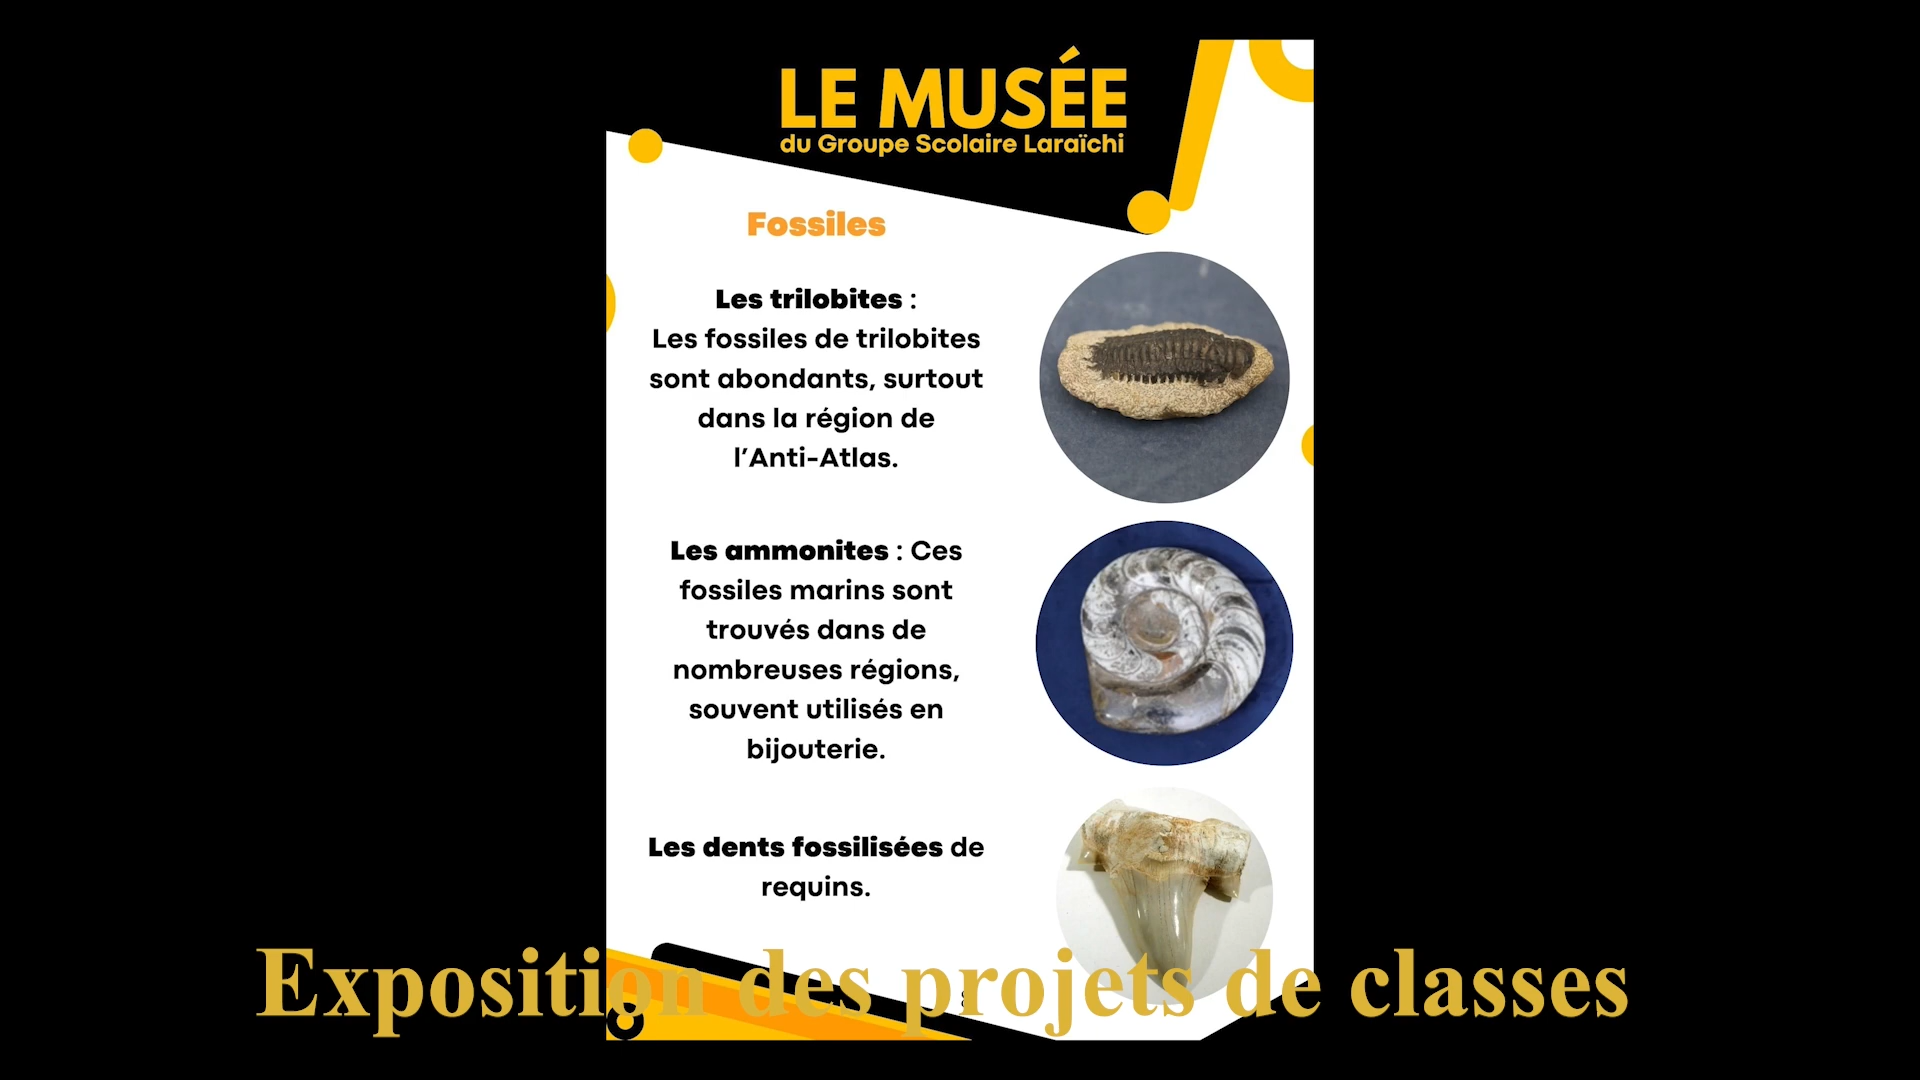 LE MUSÉE
du Groupe Scolaire Laraïchi
Fossiles
Les trilobites :
Les fossiles de trilobites
sont abondants, surtout
dans la région de
l'Anti-Atlas.
Les ammonites : Ces
fossiles marins sont
trouvés dans de
nombreuses régions,
souvent utilisés en
bijouterie.
Les dents fossilisées de
requins.
Exposition des projets de classes